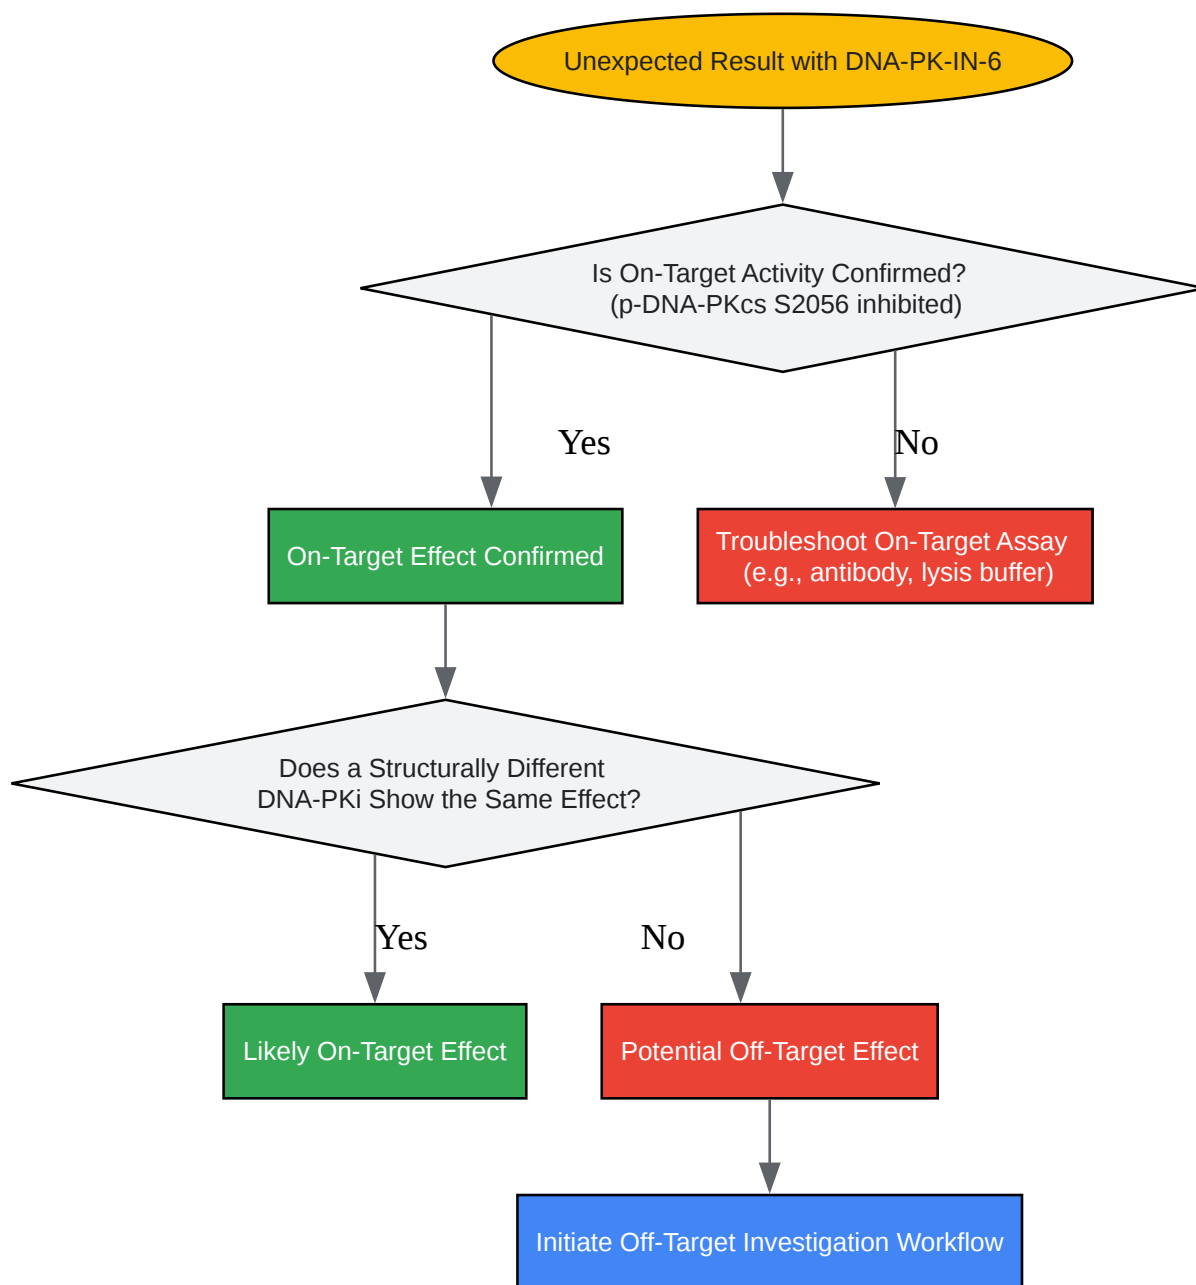 Unexpected Result with DNA-PK-IN-6
Is On-Target Activity Confirmed?
(p-DNA-PKcs S2056 inhibited)
Yes
No
On-Target Effect Confirmed
Troubleshoot On-Target Assay
(e.g., antibody, lysis buffer)
Does a Structurally Different
DNA-PKi Show the Same Effect?
Yes
No
Likely On-Target Effect
Potential Off-Target Effect
Initiate Off-Target Investigation Workflow